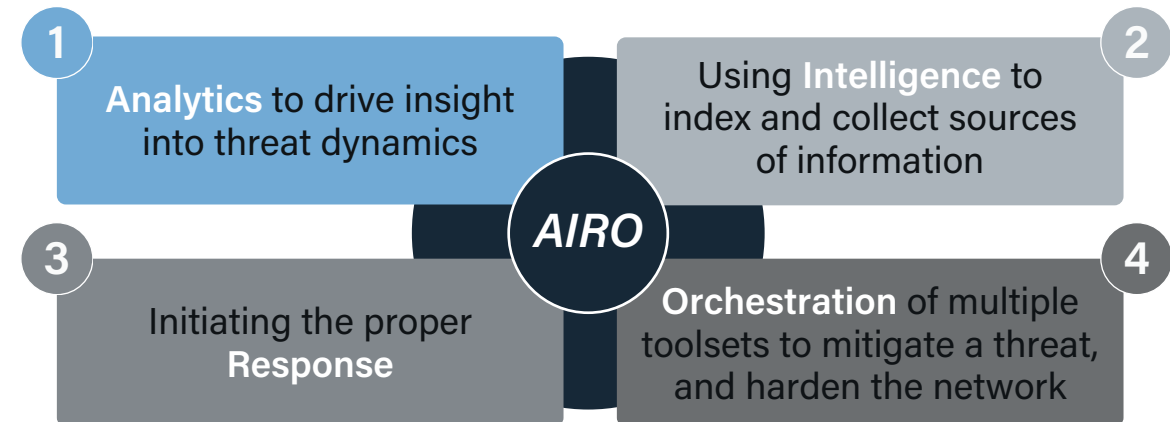 1
Analytics to drive insight
into threat dynamics
2
Using Intelligence to
index and collect sources
of information
AIRO
3
Initiating the proper
Response
4
Orchestration of multiple
toolsets to mitigate a threat,
and harden the network